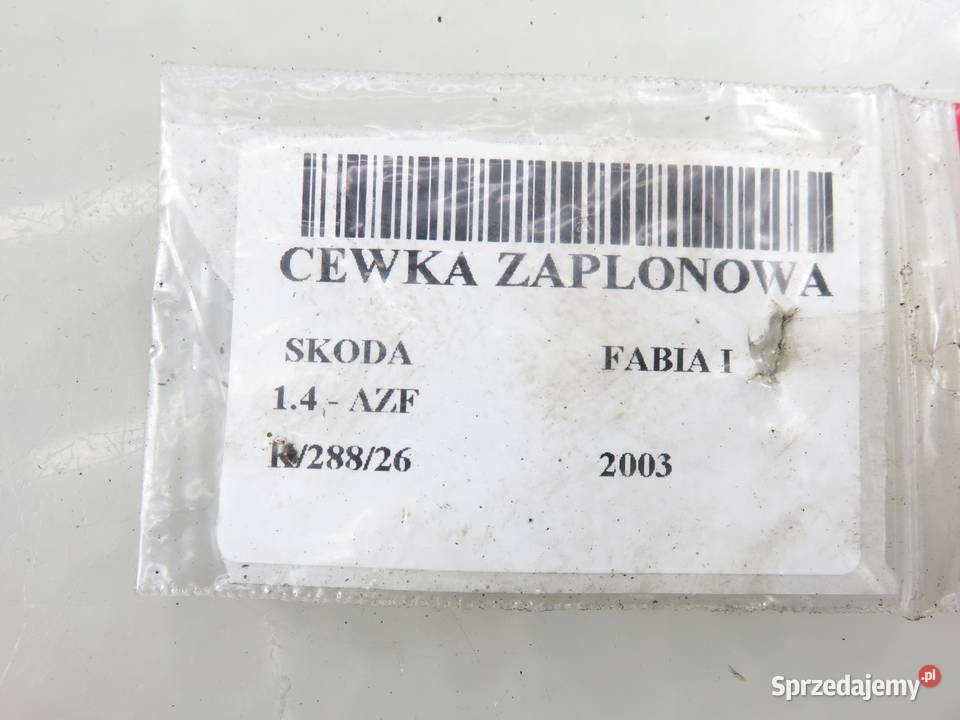 CEWKA ZAPLONOWA
SKODA FABIA I
1.4 - AZF
R/288/26 2003
Sprzedajemy.pl